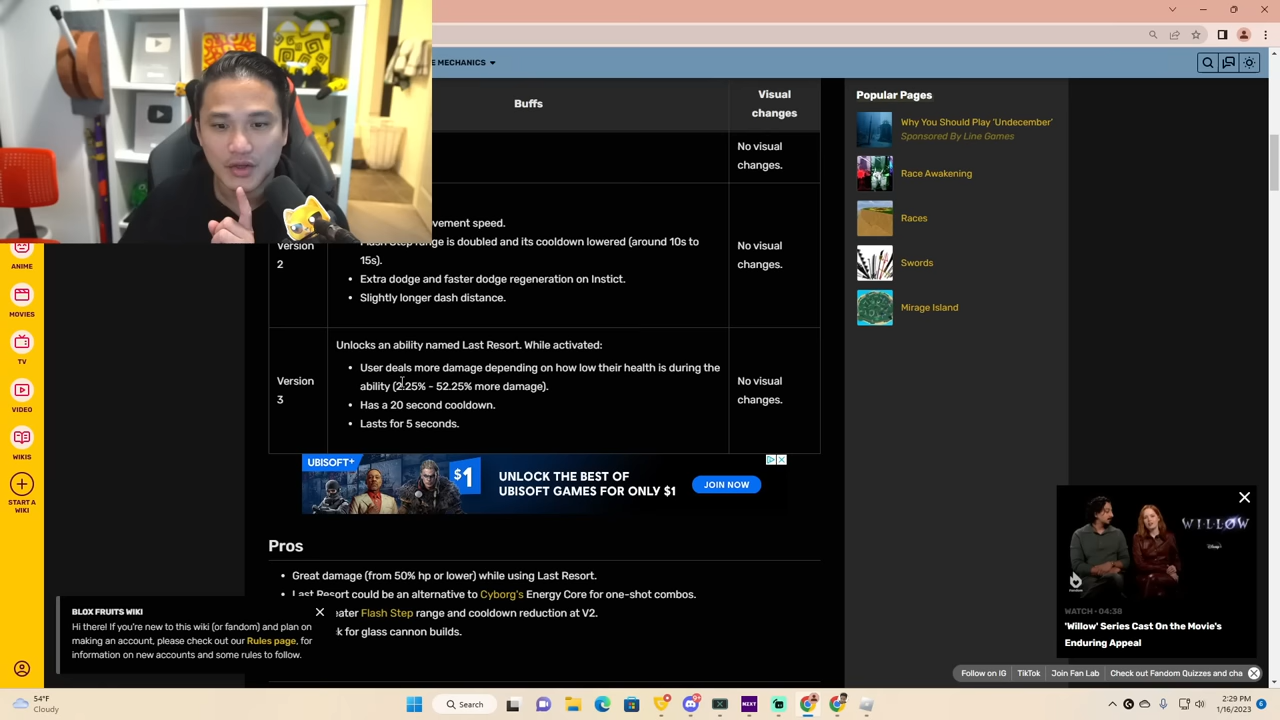 E MECHANICS
Buffs
Visual
changes
No visual
changes.
vement speed.
Flash Step range is doubled and its cooldown lowered (around 10s to
15s).
Extra dodge and faster dodge regeneration on Instict.
Slightly longer dash distance.
Version
2
No visual
changes.
Unlocks an ability named Last Resort. While activated:
User deals more damage depending on how low their health is during the
ability (2.25% - 52.25% more damage).
Has a 20 second cooldown.
Lasts for 5 seconds.
Version
3
No visual
changes.
UBISOFT+
$1
UNLOCK THE BEST OF
UBISOFT GAMES FOR ONLY $1
JOIN NOW
Pros
Great damage (from 50% hp or lower) while using Last Resort.
Last Resort could be an alternative to Cyborg's Energy Core for one-shot combos.
eater Flash Step range and cooldown reduction at V2.
k for glass cannon builds.
Popular Pages
Why You Should Play 'Undecember'
Sponsored By Line Games
Race Awakening
Races
Swords
Mirage Island
ANIME
MOVIES
TV
VIDEO
WIKIS
START A
WIKI
BLOX FRUITS WIKI
Hi there! If you're new to this wiki (or fandom) and plan on
making an account, please check out our Rules page, for
information on new accounts and some rules to follow.
WILLOW
Disney+
Fandom
WATCH • 04:38
'Willow' Series Cast On the Movie's
Enduring Appeal
Follow on IG
TikTok
Join Fan Lab
Check out Fandom Quizzes and cha
54°F
Cloudy
Search
NXT
2:29 PM
1/16/2023
6